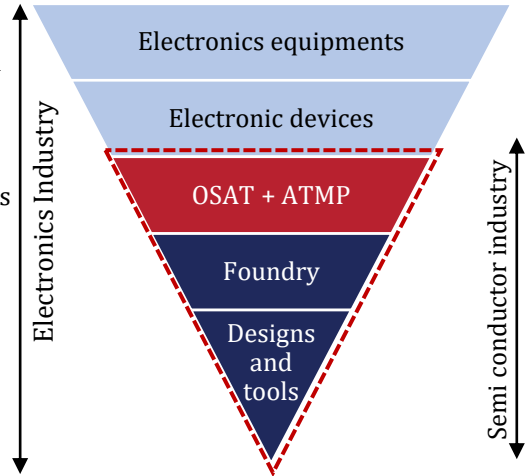 Electronics equipments
Electronic devices
OSAT + ATMP
Foundry
Designs
and
tools
Electronics Industry
Semi conductor industry
s